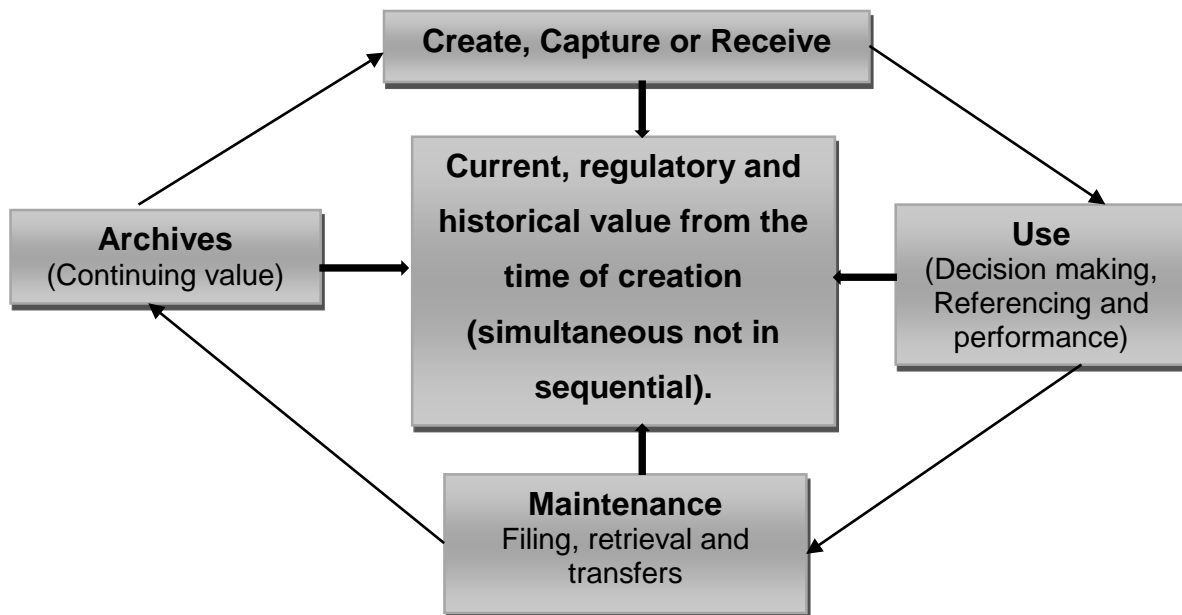 Create, Capture or Receive
Current, regulatory and
historical value from the
time of creation
(simultaneous not in
sequential).
Archives
(Continuing value)
Use
(Decision making,
Referencing and
performance)
Maintenance
Filing, retrieval and
transfers